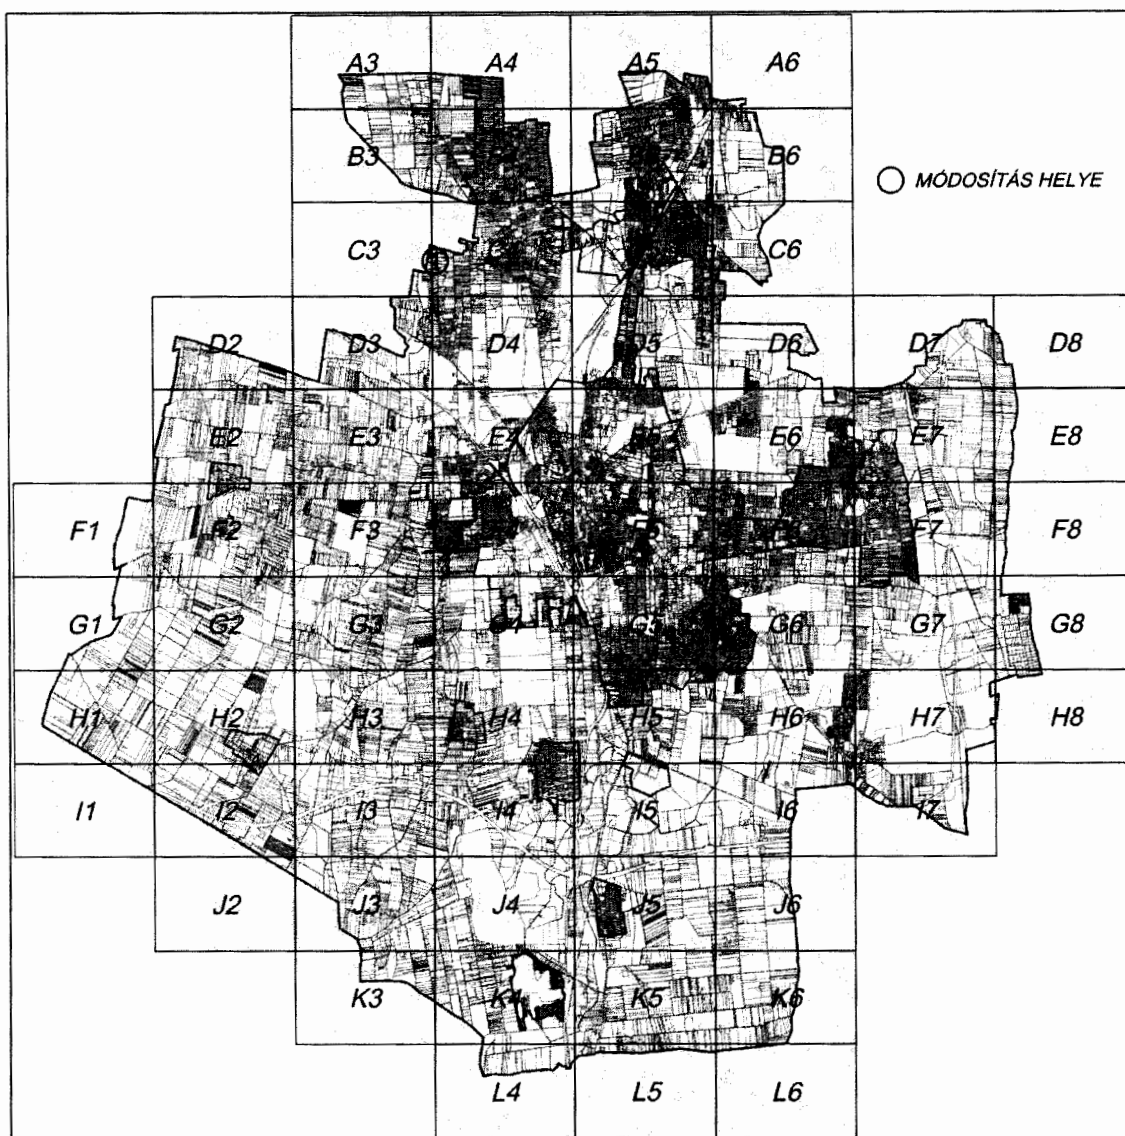 A3 A4 A5 A6
B3 B6
MÓDOSÍTÁS HELYE
C3 C6
D2 D3 D4 D5 D6 D7 D8
E2 E3 E4 E6 E7 E8
F1 F2 F3 F7 F8
G1 G2 G3 G5 G6 G7 G8
H1 H2 H3 H4 H5 H6 H7 H8
I1 I2 I3 I4 I5 I6 I7
J2 J3 J4 J5 J6
K3 K4 K5 K6
L4 L5 L6